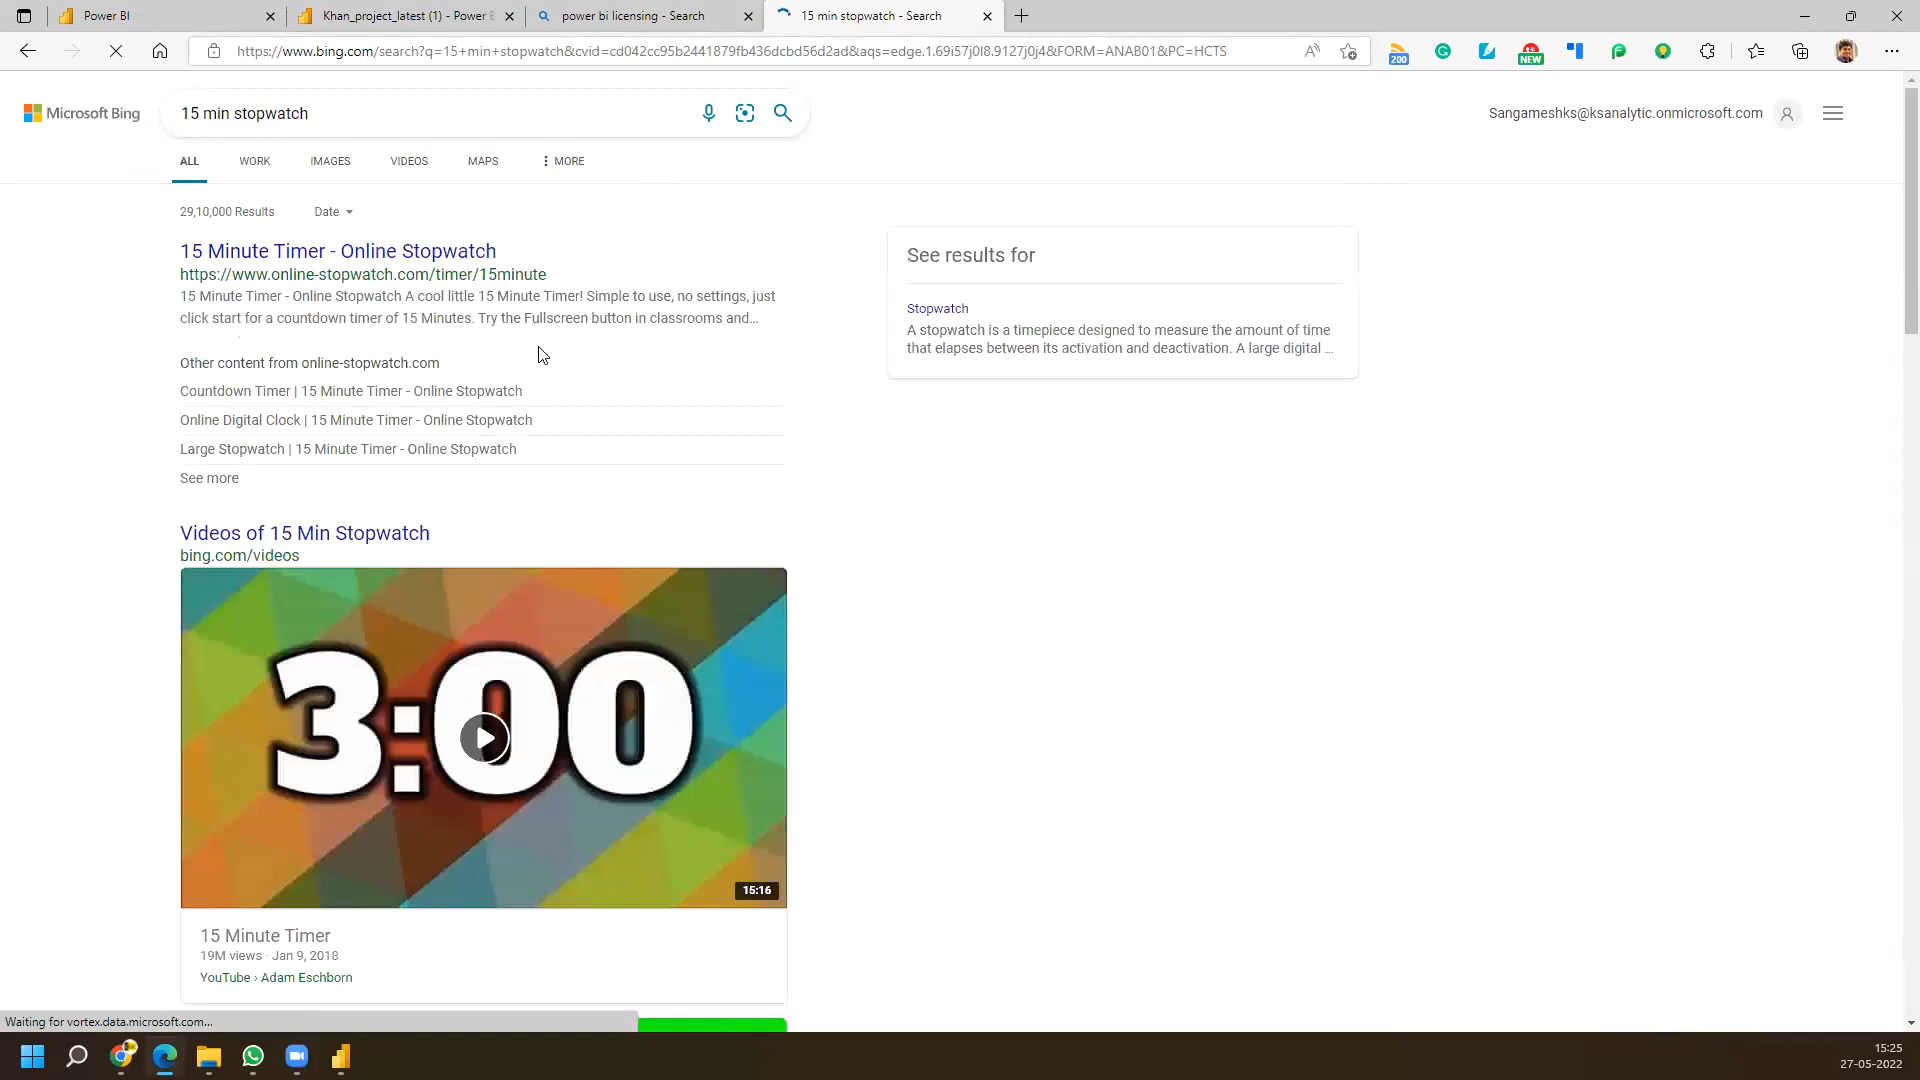 Power BI
Khan_project_latest (1) - Power
power bi licensing - Search
15 min stopwatch - Search
https://www.bing.com/search?q=15+min+stopwatch&cvid=cd042cc95b2441879fb436dcbd56d2ad&aqs=edge.1.69i57j0l8.9127j0j4&FORM=ANAB01&PC=HCTS
200
NEW
Microsoft Bing
15 min stopwatch
Sangameshks@ksanalytic.onmicrosoft.com
ALL
WORK
IMAGES
VIDEOS
MAPS
MORE
29,10,000 Results
Date
15 Minute Timer - Online Stopwatch
https://www.online-stopwatch.com/timer/15minute
15 Minute Timer - Online Stopwatch A cool little 15 Minute Timer! Simple to use, no settings, just
click start for a countdown timer of 15 Minutes. Try the Fullscreen button in classrooms and…
Other content from online-stopwatch.com
Countdown Timer | 15 Minute Timer - Online Stopwatch
Online Digital Clock | 15 Minute Timer - Online Stopwatch
Large Stopwatch | 15 Minute Timer - Online Stopwatch
See more
See results for
Stopwatch
A stopwatch is a timepiece designed to measure the amount of time
that elapses between its activation and deactivation. A large digital ...
Videos of 15 Min Stopwatch
bing.com/videos
3:00
15:16
15 Minute Timer
19M views · Jan 9, 2018
YouTube › Adam Eschborn
Waiting for vortex.data.microsoft.com...
15:25
27-05-2022